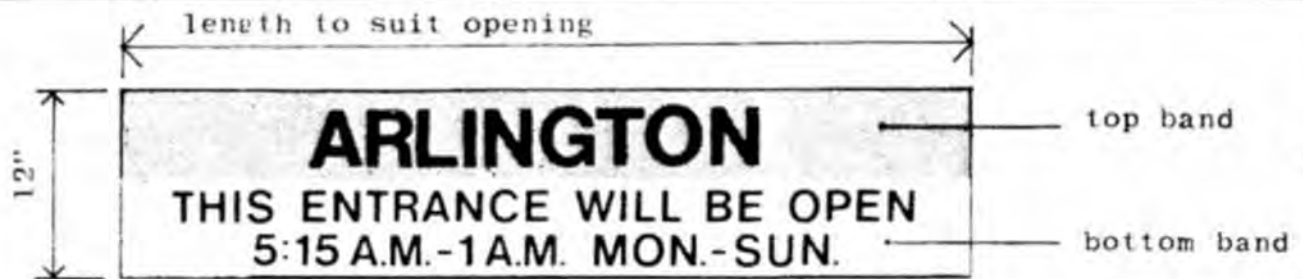 length to suit opening
12"
ARLINGTON
top band
THIS ENTRANCE WILL BE OPEN
5:15 A.M.-1 A.M. MON.-SUN.
bottom band